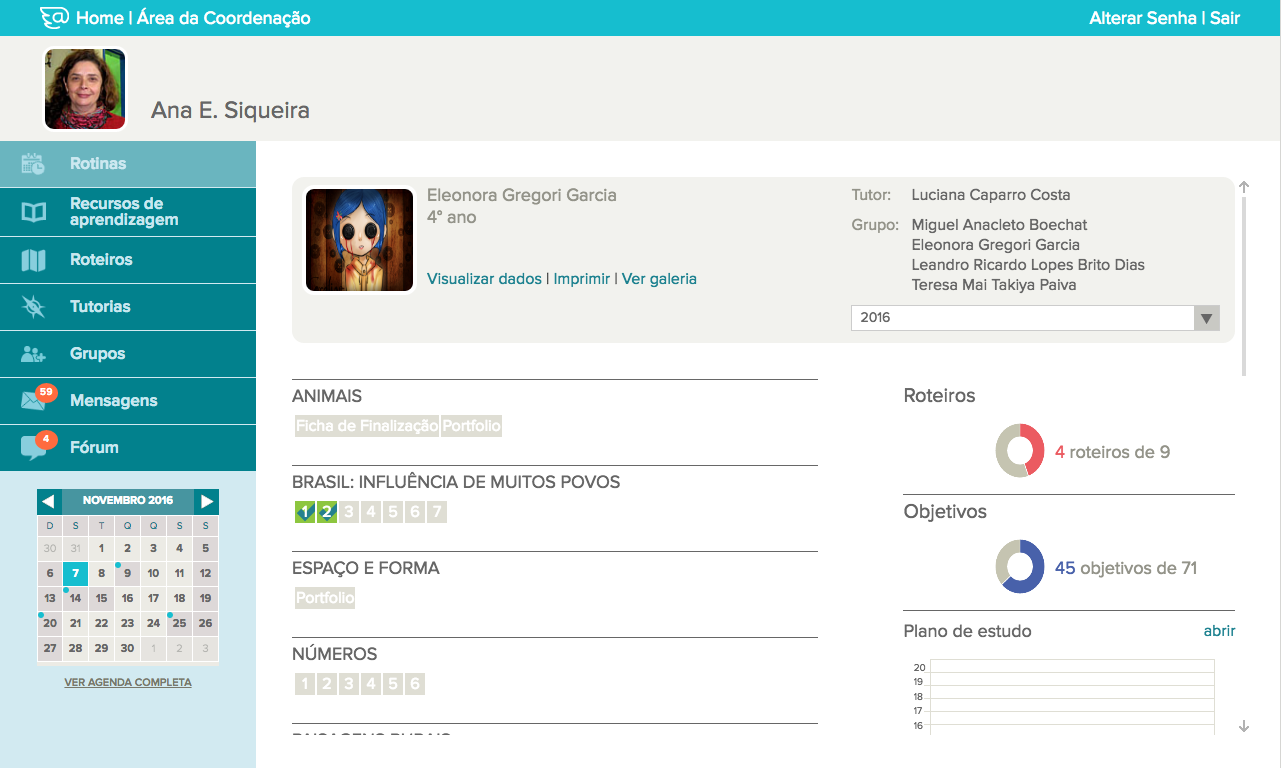 Home | Área da Coordenação
Alterar Senha | Sair
Ana E. Siqueira
Rotinas
Recursos de
aprendizagem
Roteiros
Tutorias
Grupos
59
Mensagens
4
Fórum
NOVEMBRO 2016
D S T Q Q S S
30 31 1 2 3 4 5
6 7 8 9 10 11 12
13 14 15 16 17 18 19
20 21 22 23 24 25 26
27 28 29 30 1 2 3
VER AGENDA COMPLETA
Eleonora Gregori Garcia
4° ano
Visualizar dados | Imprimir | Ver galeria
Tutor: Luciana Caparro Costa
Grupo: Miguel Anacleto Boechat
Eleonora Gregori Garcia
Leandro Ricardo Lopes Brito Dias
Teresa Mai Takiya Paiva
2016
ANIMAIS
Ficha de Finalização Portfolio
BRASIL: INFLUÊNCIA DE MUITOS POVOS
1 2 3 4 5 6 7
ESPAÇO E FORMA
Portfolio
NÚMEROS
1 2 3 4 5 6
Roteiros
4 roteiros de 9
Objetivos
45 objetivos de 71
Plano de estudo abrir
20
19
18
17
16